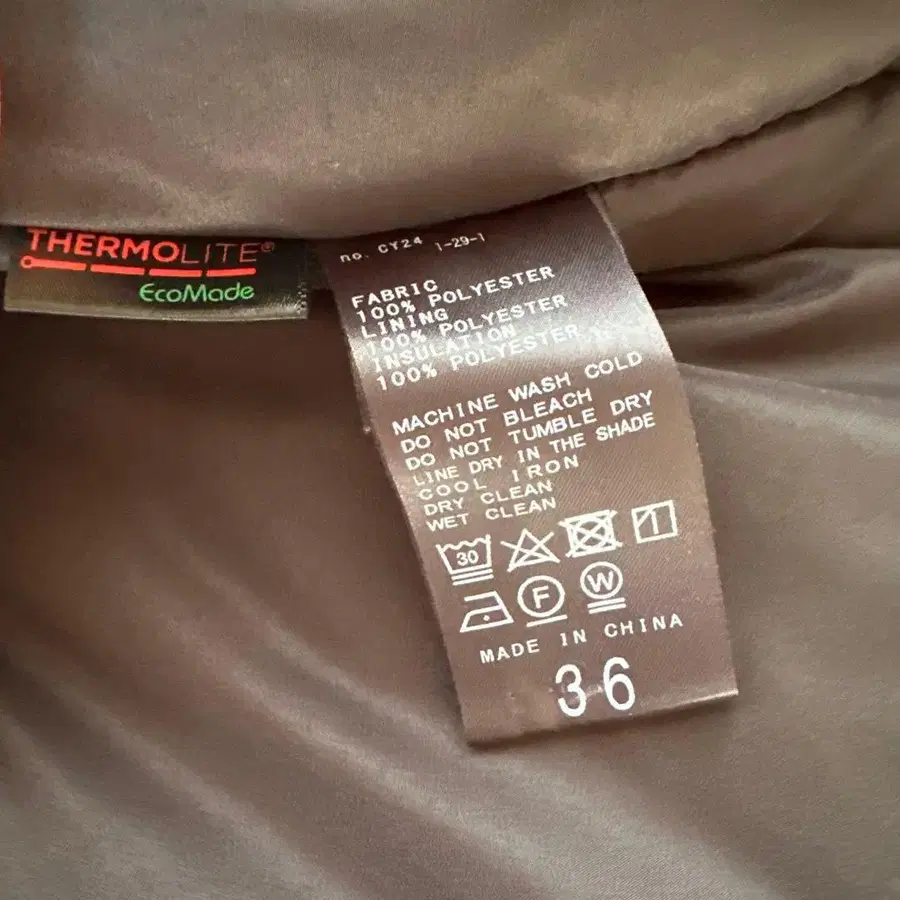 THERMOLITE®
EcoMade
no. CY24 1-29-1
FABRIC
100% POLYESTER
LINING
100% POLYESTER
INSULATION
100% POLYESTER
MACHINE WASH COLD
DO NOT BLEACH
DO NOT TUMBLE DRY
LINE DRY IN THE SHADE
COOL IRON
DRY CLEAN
WET CLEAN
30
F W
MADE IN CHINA
36